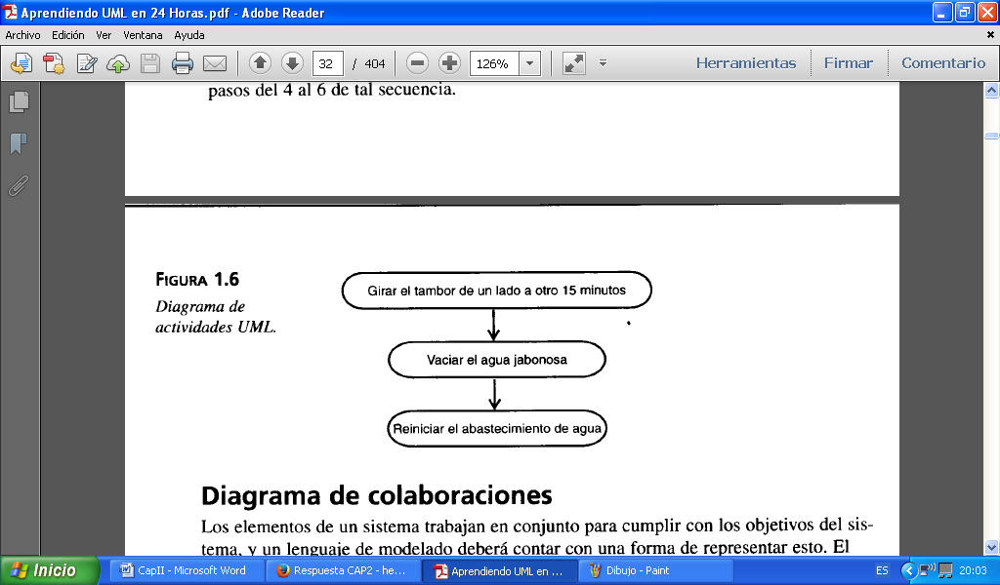 Aprendiendo UML en 24 Horas.pdf - Adobe Reader
Archivo Edición Ver Ventana Ayuda
32 / 404 126% Herramientas Firmar Comentario
pasos del 4 al 6 de tal secuencia.
FIGURA 1.6
Diagrama de
actividades UML.
Girar el tambor de un lado a otro 15 minutos
Vaciar el agua jabonosa
Reiniciar el abastecimiento de agua
Diagrama de colaboraciones
Los elementos de un sistema trabajan en conjunto para cumplir con los objetivos del sis-
tema, y un lenguaje de modelado deberá contar con una forma de representar esto. El
Inicio CapII - Microsoft Word Respuesta CAP2 - he... Aprendiendo UML en ... Dibujo - Paint ES 20:03